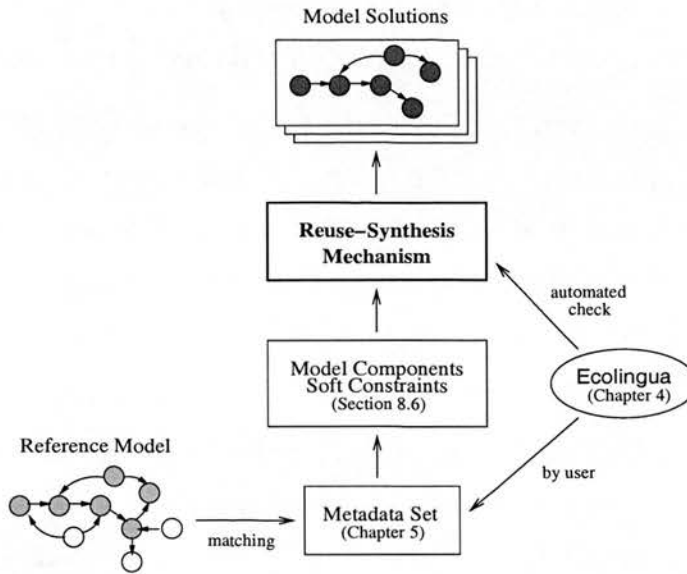 Model Solutions
Reuse–Synthesis
Mechanism
automated
check
Model Components
Soft Constraints
(Section 8.6)
Ecolingua
(Chapter 4)
Reference Model
by user
matching
Metadata Set
(Chapter 5)